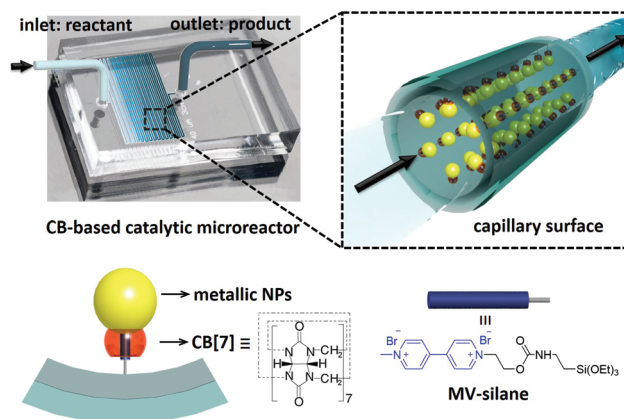 inlet: reactant
outlet: product
CB-based catalytic microreactor
capillary surface
metallic NPs
CB[7] ≡
O
N N CH₂
H H
N N CH₂
O
7
III
Br⁻ Br⁻
N⁺ N⁺ O O H N Si(OEt)₃
O
MV-silane